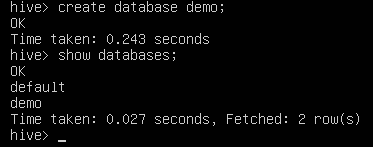 hive> create database demo;
OK
Time taken: 0.243 seconds
hive> show databases;
OK
default
demo
Time taken: 0.027 seconds, Fetched: 2 row(s)
hive> _